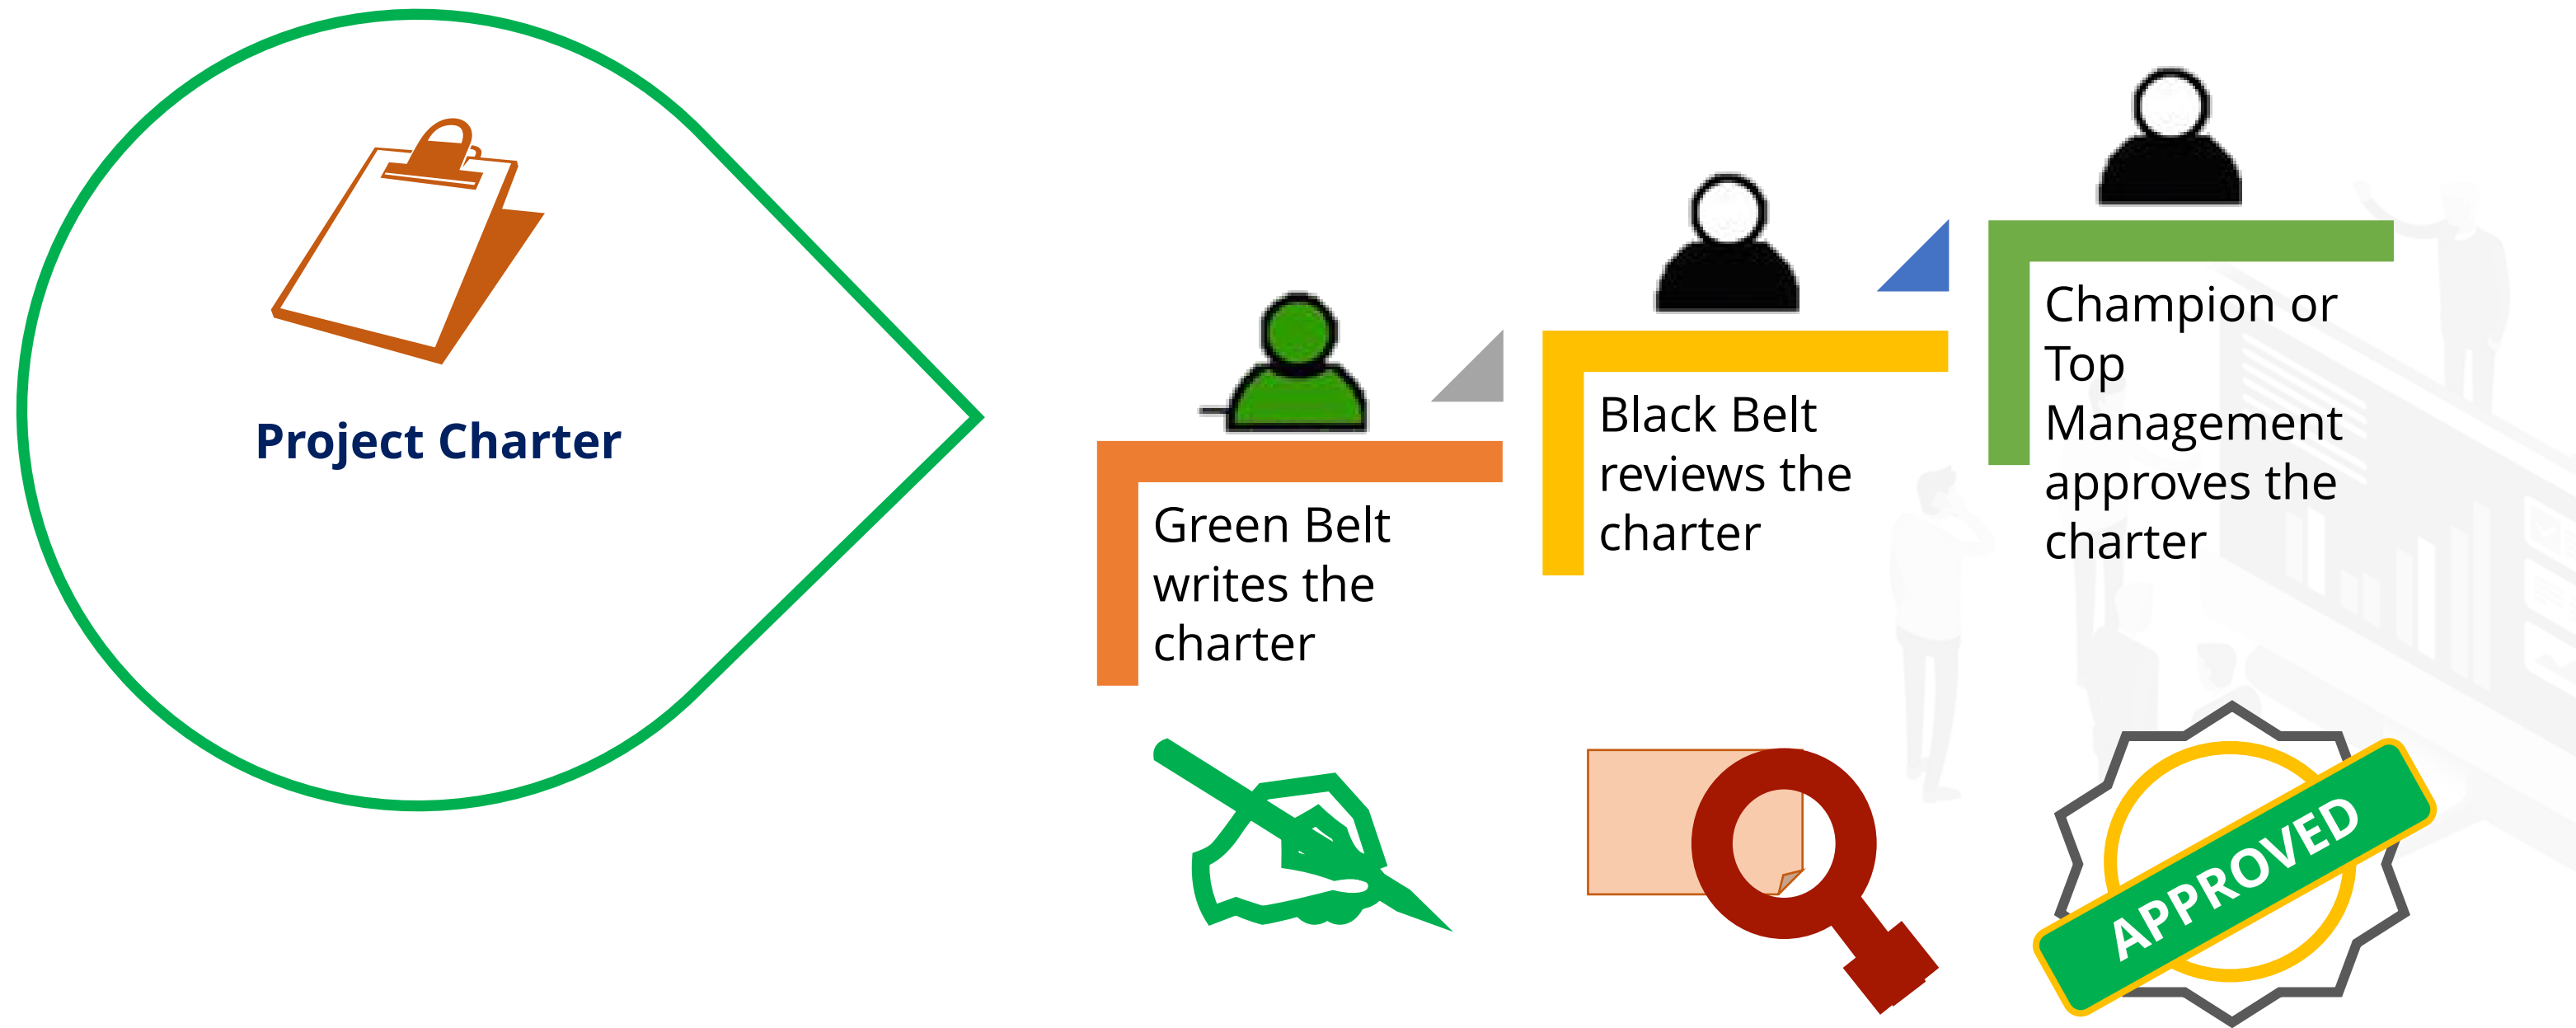 Project Charter
Green Belt
writes the
charter
Black Belt
reviews the
charter
Champion or
Top
Management
approves the
charter
APPROVED